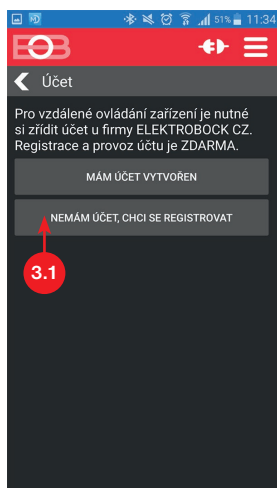 51% 11:34
EOB
Účet
Pro vzdálené ovládání zařízení je nutné
si zřídit účet u firmy ELEKTROBOCK CZ.
Registrace a provoz účtu je ZDARMA.
MÁM ÚČET VYTVOŘEN
NEMÁM ÚČET, CHCI SE REGISTROVAT
3.1